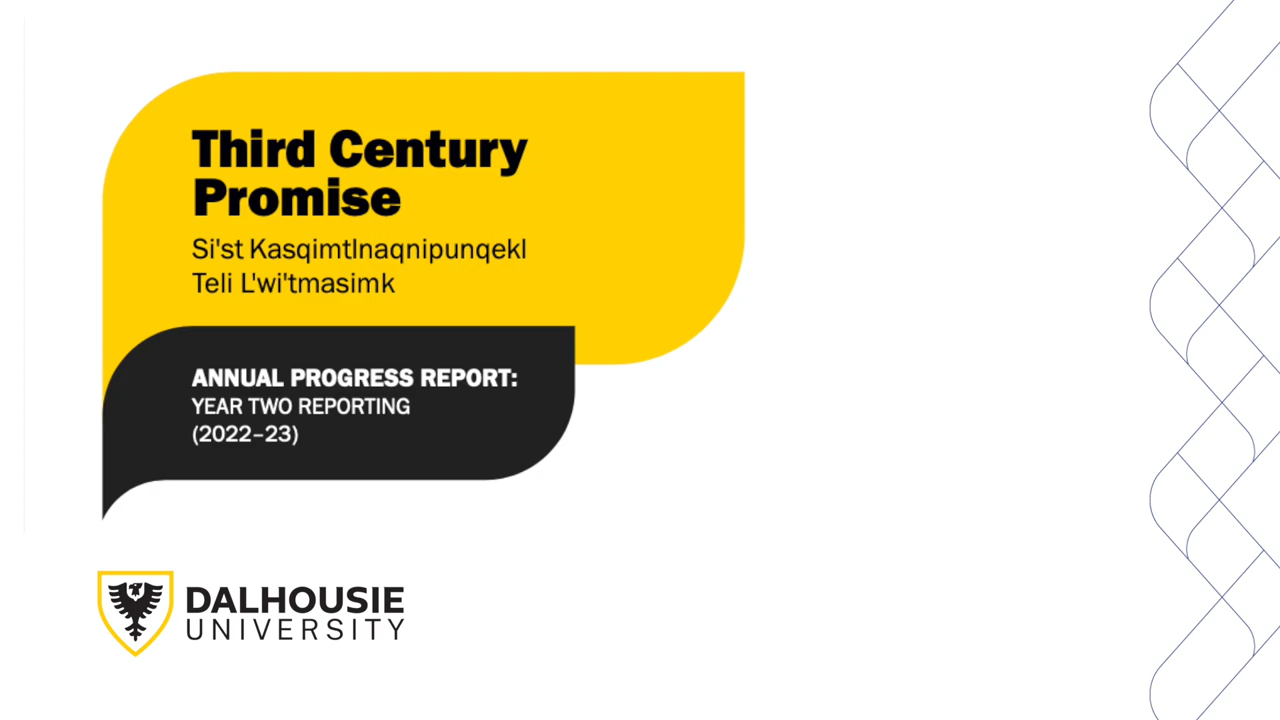 Third Century
Promise
Si'st Kasqimtlnaqnipunqekl
Teli L'wi'tmasimk
ANNUAL PROGRESS REPORT:
YEAR TWO REPORTING
(2022–23)
DALHOUSIE
UNIVERSITY